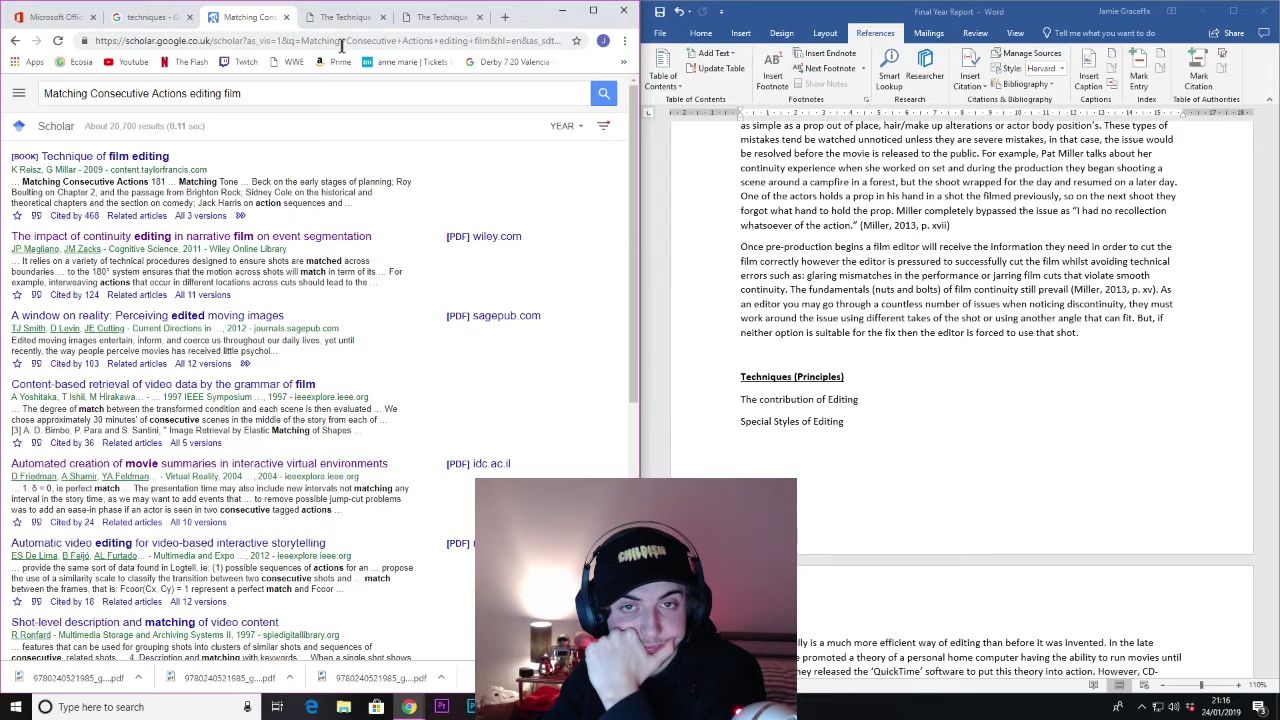 Microsoft Of
techniques - G
Matching Con
The Technique
The Technique
https://scholar.google.co.uk/scholar?as_vis=1&q=Matching+Consecutive+Actions+editing+film&hl=en&as_sdt...
J
Apps
Ecosia
YouTube
The Flash
Twitch
WWE
Prime
anne marie | Tickets
Derby 7.20 Valencia
Matching Consecutive Actions editing film
Scholar
About 20,700 results (0.11 sec)
YEAR
[BOOK] Technique of film editing
K Reisz, G Millar - 2009 - content.taylorfrancis.com
... Matching Consecutive Actions 181 ... Matching Tone ... Beck on the early stages of planning; Roy
Boulting on Chapter 2, and the passage from Brighton Rock; Sidney Cole on the historical and
theoretical chapters and the section on comedy; Jack Harris on action sequences and ...
Cited by 468 Related articles All 3 versions
The impact of continuity editing in narrative film on event segmentation
[PDF] wiley.com
JP Magliano, JM Zacks - Cognitive Science, 2011 - Wiley Online Library
... It relies on a variety of technical procedures designed to ensure shots are matched across
boundaries ... to the 180° system ensures that the motion across shots will match in term of its ... For
example, interweaving actions that occur in different locations across cuts should lead to the ...
Cited by 124 Related articles All 11 versions
A window on reality: Perceiving edited moving images
[PDF] sagepub.com
TJ Smith, D Levin, JE Cutting - Current Directions in ..., 2012 - journals.sagepub.com
Edited moving images entertain, inform, and coerce us throughout our daily lives, yet until
recently, the way people perceive movies has received little psychol...
Cited by 103 Related articles All 12 versions
Content-based retrieval of video data by the grammar of film
A Yoshitaka, T Ishii, M Hirakawa... - ... 1997 IEEE Symposium ..., 1997 - ieeexplore.ieee.org
... The degree of match between the transformed condition and each scene is then evaluated ... We
chose approximately 30 minutes' of consecutive scenes in the middle of the story from each of ...
[3] A. D. Bimbo, P. Para and S. Santini, " Image Retrieval by Elastic Matching of Shapes ...
Cited by 36 Related articles All 5 versions
Automated creation of movie summaries in interactive virtual environments
[PDF] idc.ac.il
D Friedman, A Shamir, YA Feldman... - Virtual Reality, 2004 ..., 2004 - ieeexplore.ieee.org
... 1. δ = 0, ie perfect match .. The presentation time may also include new intervals not matching any
interval in the story time, as we may want to add events that ... to remove possible jump-cut problems
was to add an ease-in phase if an actor is seen in two consecutive tagged actions ...
Cited by 24 Related articles All 10 versions
Automatic video editing for video-based interactive storytelling
[PDF]
ES De Lima, B Feijó, AL Furtado... - Multimedia and Expo ..., 2012 - ieeexplore.ieee.org
... provide the same sort of data found in Logtell. ie: (1) possible sequences of actions for an ... propose
the use of a similarity scale to classify the transition between two consecutive shots and ... match
between the frames, that is: Fcoor(Cx, Cy) = 1 represent a perfect match and Fcoor ...
Cited by 18 Related articles All 12 versions
Shot-level description and matching of video content
R Ronfard - Multimedia Storage and Archiving Systems II, 1997 - spiedigitallibrary.org
... features that can be used for grouping shots into clusters of similar shots and sequences of
consecutive related shots ... 4. Description and matching with keywords ... When a single shot shows
9780240521985_g....pdf
9780240521985_g....pdf
9780240521985_g....pdf
Type here to search
CHILDISH
Final Year Report - Word
Jamie Graceffa
File
Home
Insert
Design
Layout
References
Mailings
Review
View
Help
Tell me what you want to do
Share
Table of Contents
Add Text
Update Table
Table of Contents
AB
Insert Footnote
Insert Endnote
Next Footnote
Show Notes
Footnotes
Smart Lookup
Researcher
Research
Insert Citation
Manage Sources
Style: Harvard
Bibliography
Citations & Bibliography
Insert Caption
Captions
Mark Entry
Index
Mark Citation
Table of Authorities
as simple as a prop out of place, hair/make up alterations or actor body position's. These types of
mistakes tend be watched unnoticed unless they are severe mistakes, in that case, the issue would
be resolved before the movie is released to the public. For example, Pat Miller talks about her
continuity experience when she worked on set and during the production they began shooting a
scene around a campfire in a forest, but the shoot wrapped for the day and resumed on a later day.
One of the actors holds a prop in his hand in a shot the filmed previously, so on the next shoot they
forgot what hand to hold the prop. Miller completely bypassed the issue as "I had no recollection
whatsoever of the action." (Miller, 2013, p. xvii)
Once pre-production begins a film editor will receive the information they need in order to cut the
film correctly however the editor is pressured to successfully cut the film whilst avoiding technical
errors such as: glaring mismatches in the performance or jarring film cuts that violate smooth
continuity. The fundamentals (nuts and bolts) of film continuity still prevail (Miller, 2013, p. xv). As
an editor you may go through a countless number of issues when noticing discontinuity, they must
work around the issue using different takes of the shot or using another angle that can fit. But, if
neither option is suitable for the fix then the editor is forced to use that shot.
Techniques (Principles)
The contribution of Editing
Special Styles of Editing
lly is a much more efficient way of editing than before it was invented. In the late
e promoted a theory of a personal home computer having the ability to run movies until
hey released the 'QuickTime' software to put this theory into action. However, CD-
110%
21:16
24/01/2019